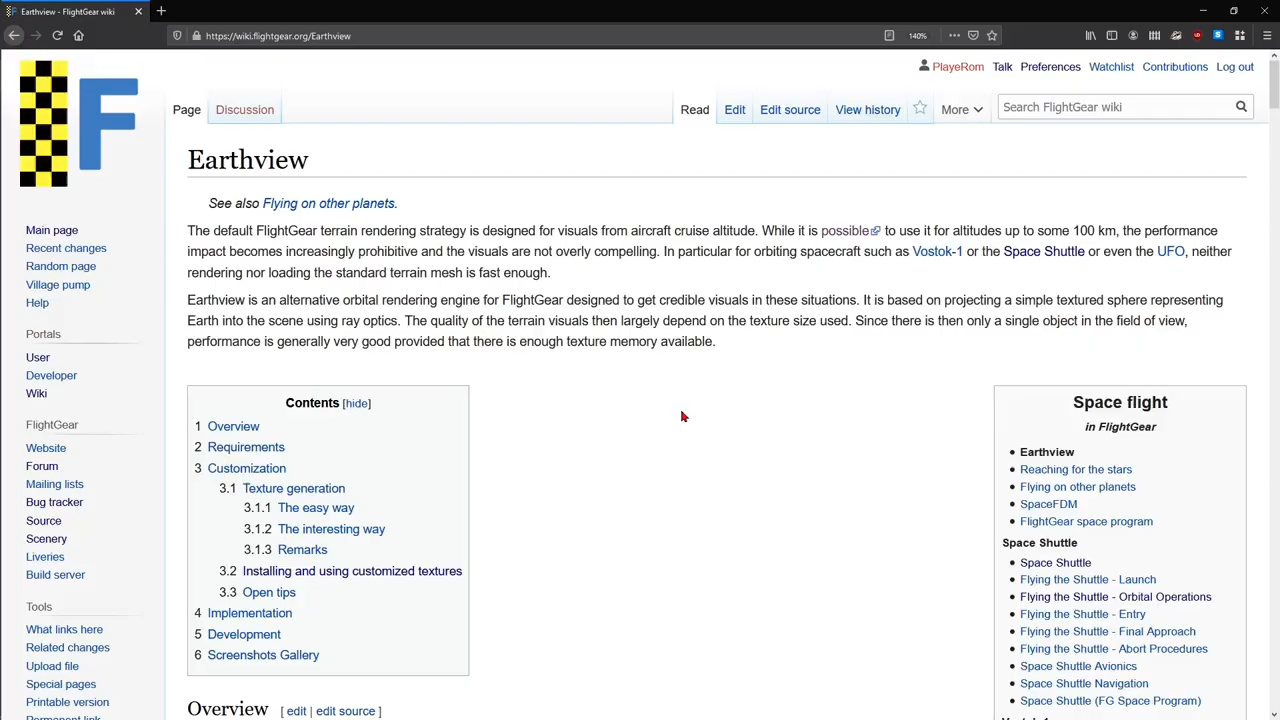 Earthview - FlightGear wiki
https://wiki.flightgear.org/Earthview
140%
F
PlayeRom Talk Preferences Watchlist Contributions Log out
Page Discussion Read Edit Edit source View history More Search FlightGear wiki
Earthview
See also Flying on other planets.
The default FlightGear terrain rendering strategy is designed for visuals from aircraft cruise altitude. While it is possible to use it for altitudes up to some 100 km, the performance
impact becomes increasingly prohibitive and the visuals are not overly compelling. In particular for orbiting spacecraft such as Vostok-1 or the Space Shuttle or even the UFO, neither
rendering nor loading the standard terrain mesh is fast enough.
Earthview is an alternative orbital rendering engine for FlightGear designed to get credible visuals in these situations. It is based on projecting a simple textured sphere representing
Earth into the scene using ray optics. The quality of the terrain visuals then largely depend on the texture size used. Since there is then only a single object in the field of view,
performance is generally very good provided that there is enough texture memory available.
Main page
Recent changes
Random page
Village pump
Help
Portals
User
Developer
Wiki
FlightGear
Website
Forum
Mailing lists
Bug tracker
Source
Scenery
Liveries
Build server
Tools
What links here
Related changes
Upload file
Special pages
Printable version
Permanent link
Contents [hide]
1 Overview
2 Requirements
3 Customization
3.1 Texture generation
3.1.1 The easy way
3.1.2 The interesting way
3.1.3 Remarks
3.2 Installing and using customized textures
3.3 Open tips
4 Implementation
5 Development
6 Screenshots Gallery
Overview [ edit | edit source ]
Space flight
in FlightGear
• Earthview
• Reaching for the stars
• Flying on other planets
• SpaceFDM
• FlightGear space program
Space Shuttle
• Space Shuttle
• Flying the Shuttle - Launch
• Flying the Shuttle - Orbital Operations
• Flying the Shuttle - Entry
• Flying the Shuttle - Final Approach
• Flying the Shuttle - Abort Procedures
• Space Shuttle Avionics
• Space Shuttle Navigation
• Space Shuttle (FG Space Program)
Vostok-1